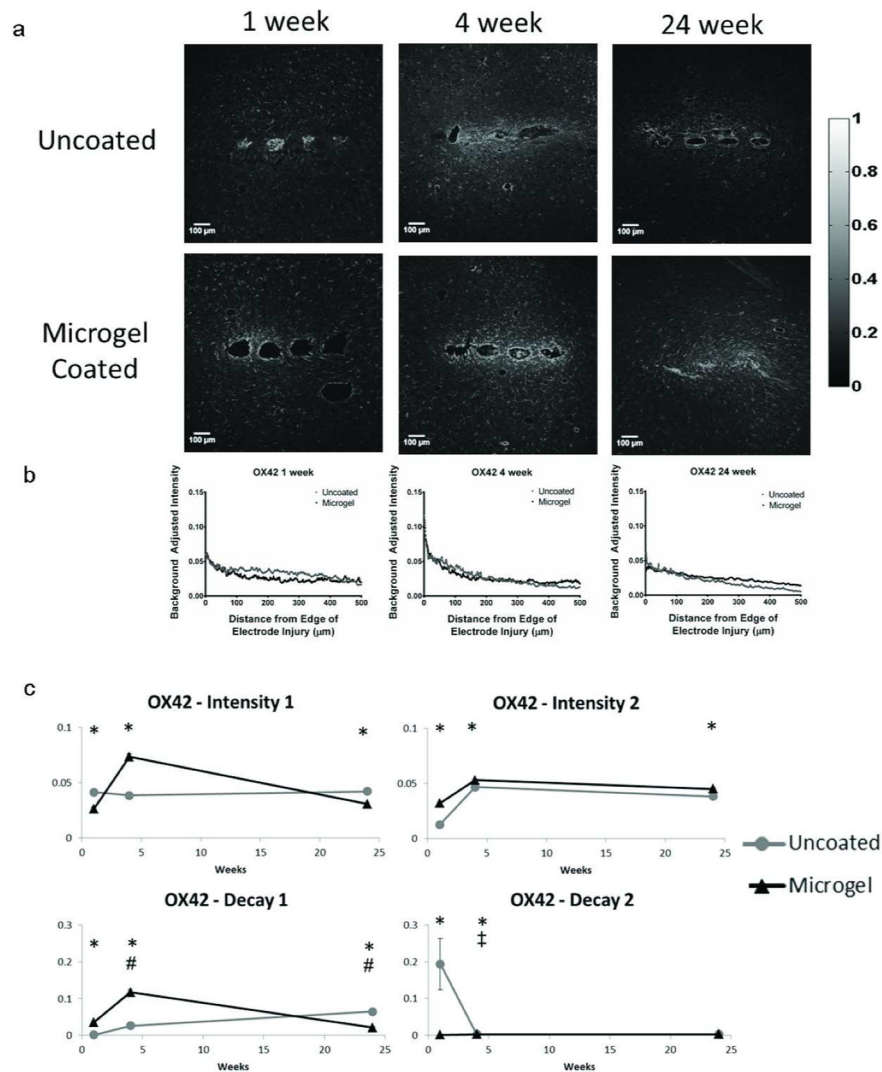 a
1 week 4 week 24 week
Uncoated
100 µm 100 µm 100 µm
1
0.8
0.6
0.4
0.2
0
Microgel
Coated
100 µm 100 µm 100 µm
b
OX42 1 week
Background Adjusted Intensity
0.15
0.10
0.05
0.00
Uncoated
Microgel
0 100 200 300 400 500
Distance from Edge of
Electrode Injury (µm)
OX42 4 week
Background Adjusted Intensity
0.15
0.10
0.05
0.00
Uncoated
Microgel
0 100 200 300 400 500
Distance from Edge of
Electrode Injury (µm)
OX42 24 week
Background Adjusted Intensity
0.15
0.10
0.05
0.00
Uncoated
Microgel
0 100 200 300 400 500
Distance from Edge of
Electrode Injury (µm)
c
OX42 - Intensity 1
* * *
0.1
0.05
0
0 5 10 15 20 25
Weeks
OX42 - Intensity 2
* * *
0.1
0.05
0
0 5 10 15 20 25
Weeks
Uncoated
Microgel
OX42 - Decay 1
* * *
# #
0.3
0.2
0.1
0
0 5 10 15 20 25
Weeks
OX42 - Decay 2
* *
‡
0.3
0.2
0.1
0
0 5 10 15 20 25
Weeks